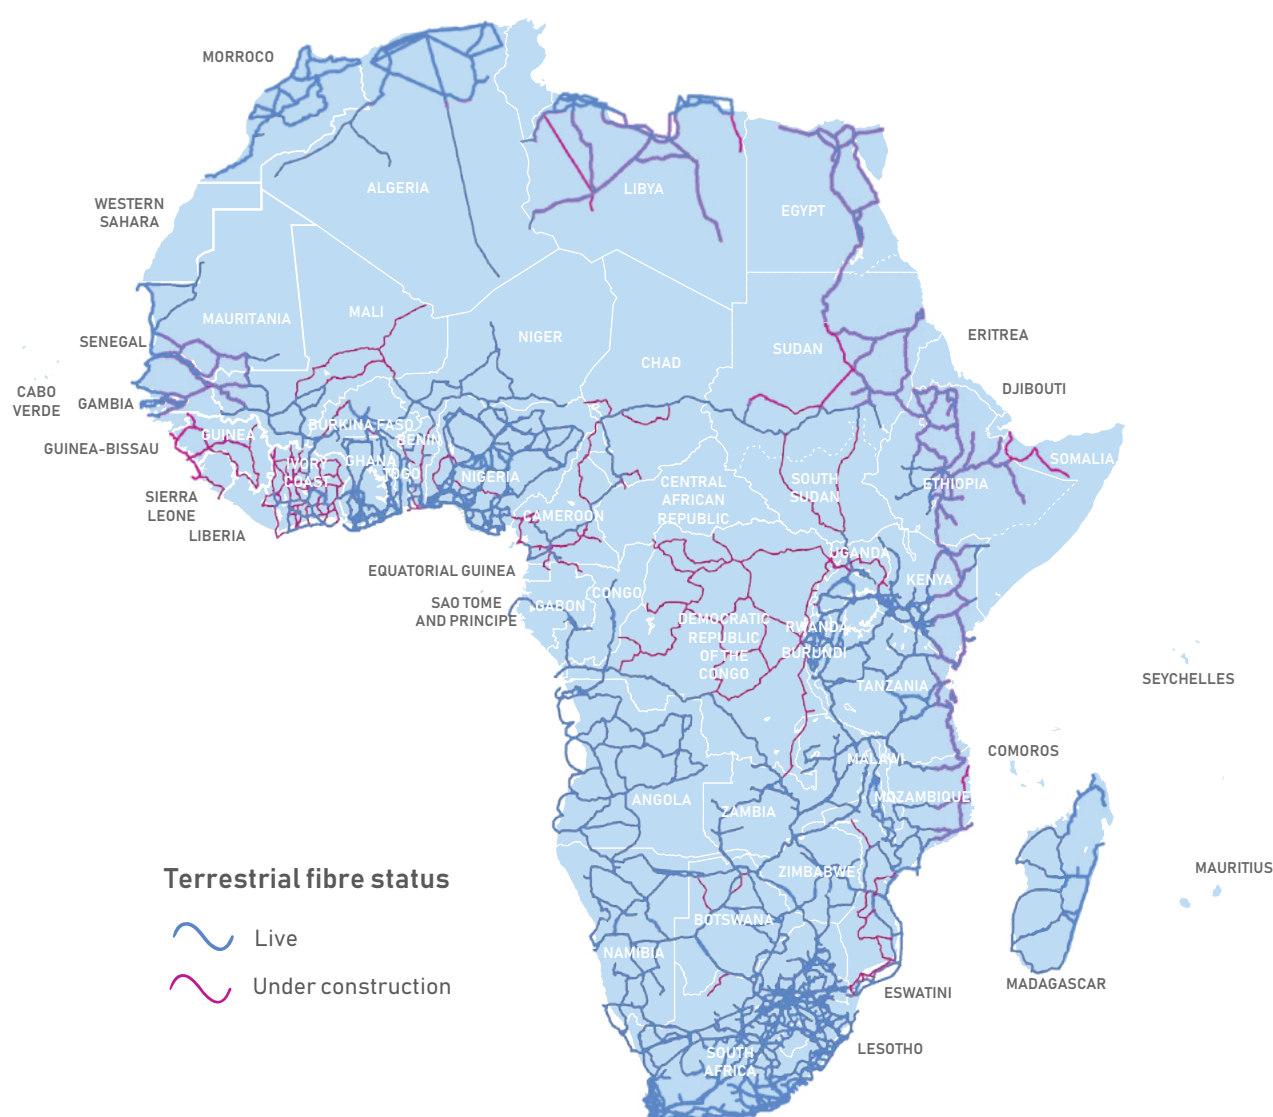 MORROCO
ALGERIA
LIBYA
EGYPT
WESTERN
SAHARA
MAURITANIA
MALI
NIGER
CHAD
SUDAN
ERITREA
SENEGAL
DJIBOUTI
CABO
VERDE
GAMBIA
BURKINA FASO
BENIN
GUINEA
GUINEA-BISSAU
IVORY
COAST
GHANA
TOGO
NIGERIA
SOMALIA
ETHIOPIA
SOUTH
SUDAN
CENTRAL
AFRICAN
REPUBLIC
SIERRA
LEONE
LIBERIA
CAMEROON
UGANDA
KENYA
EQUATORIAL GUINEA
CONGO
GABON
SAO TOME
AND PRINCIPE
DEMOCRATIC
REPUBLIC
OF THE
CONGO
RWANDA
BURUNDI
TANZANIA
SEYCHELLES
COMOROS
MALAWI
MOZAMBIQUE
ANGOLA
ZAMBIA
ZIMBABWE
MAURITIUS
BOTSWANA
NAMIBIA
MADAGASCAR
ESWATINI
LESOTHO
SOUTH
AFRICA
Terrestrial fibre status
Live
Under construction